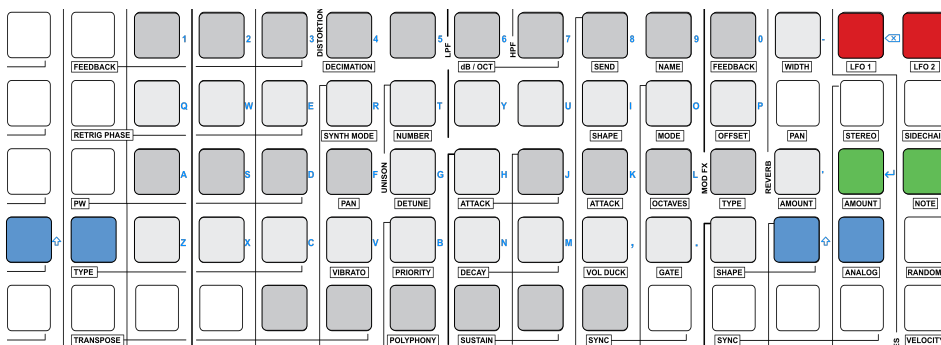 1 2 3 DISTORTION 4 5 LPF 6 HPF 7 8 9 0 -
FEEDBACK DECIMATION dB / OCT SEND NAME FEEDBACK WIDTH LFO 1 LFO 2
Q W E R T Y U I O P
RETRIG PHASE SYNTH MODE NUMBER SHAPE MODE OFFSET PAN STEREO SIDECHAI
A S D F UNISON G H J K L MOD FX REVERB '
PW PAN DETUNE ATTACK ATTACK OCTAVES TYPE AMOUNT AMOUNT NOTE
Z X C V B N M , .
TYPE VIBRATO PRIORITY DECAY VOL DUCK GATE SHAPE ANALOG RANDOM
TRANSPOSE POLYPHONY SUSTAIN SYNC SYNC VELOCITY